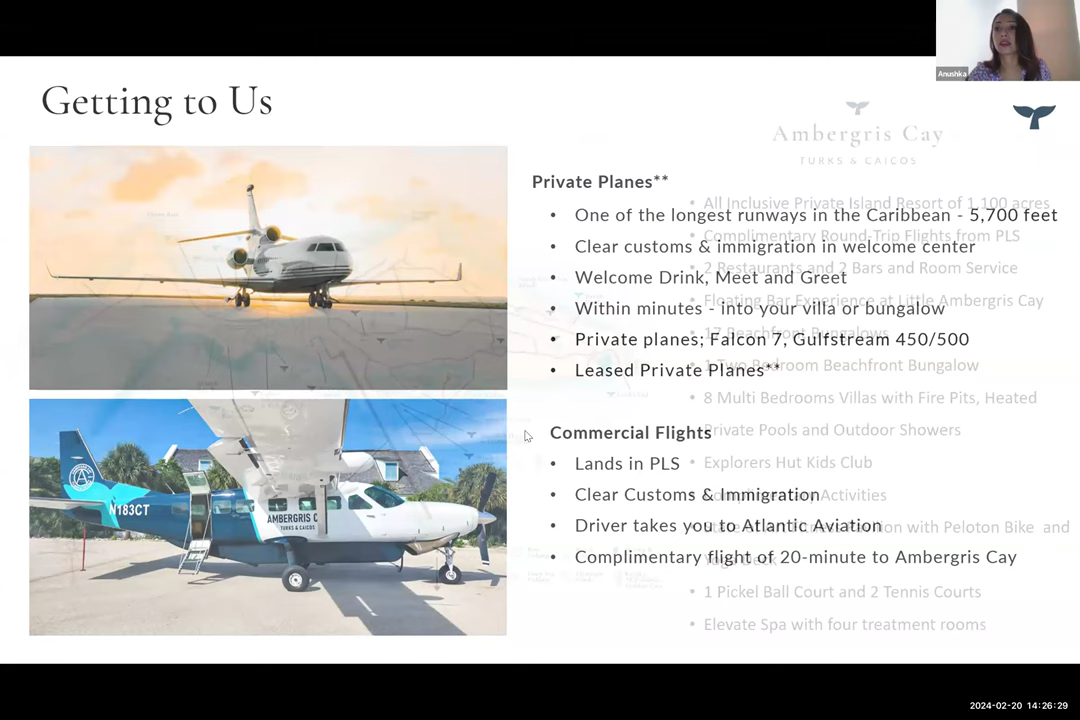 Anushka
Getting to Us
Ambergris Cay
TURKS & CAICOS
Private Planes**
• One of the longest runways in the Caribbean - 5,700 feet
• Clear customs & immigration in welcome center
• Welcome Drink, Meet and Greet
• Within minutes - into your villa or bungalow
• Private planes; Falcon 7, Gulfstream 450/500
• Leased Private Planes**
Commercial Flights
• Lands in PLS
• Clear Customs & Immigration
• Driver takes you to Atlantic Aviation
• Complimentary flight of 20-minute to Ambergris Cay
• All Inclusive Private Island Resort of 1,100 acres
• Complimentary Round-Trip Flights from PLS
• 2 Restaurants and 2 Bars and Room Service
• Floating Bar Experience at Little Ambergris Cay
• 17 Beachfront Bungalows
• 1 Two-Bedroom Beachfront Bungalow
• 8 Multi Bedrooms Villas with Fire Pits, Heated
Private Pools and Outdoor Showers
• Explorers Hut Kids Club
Activities
with Peloton Bike and
• 1 Pickel Ball Court and 2 Tennis Courts
• Elevate Spa with four treatment rooms
N183CT
AMBERGRIS C
TURKS & CAICOS
2024-02-20 14:26:29